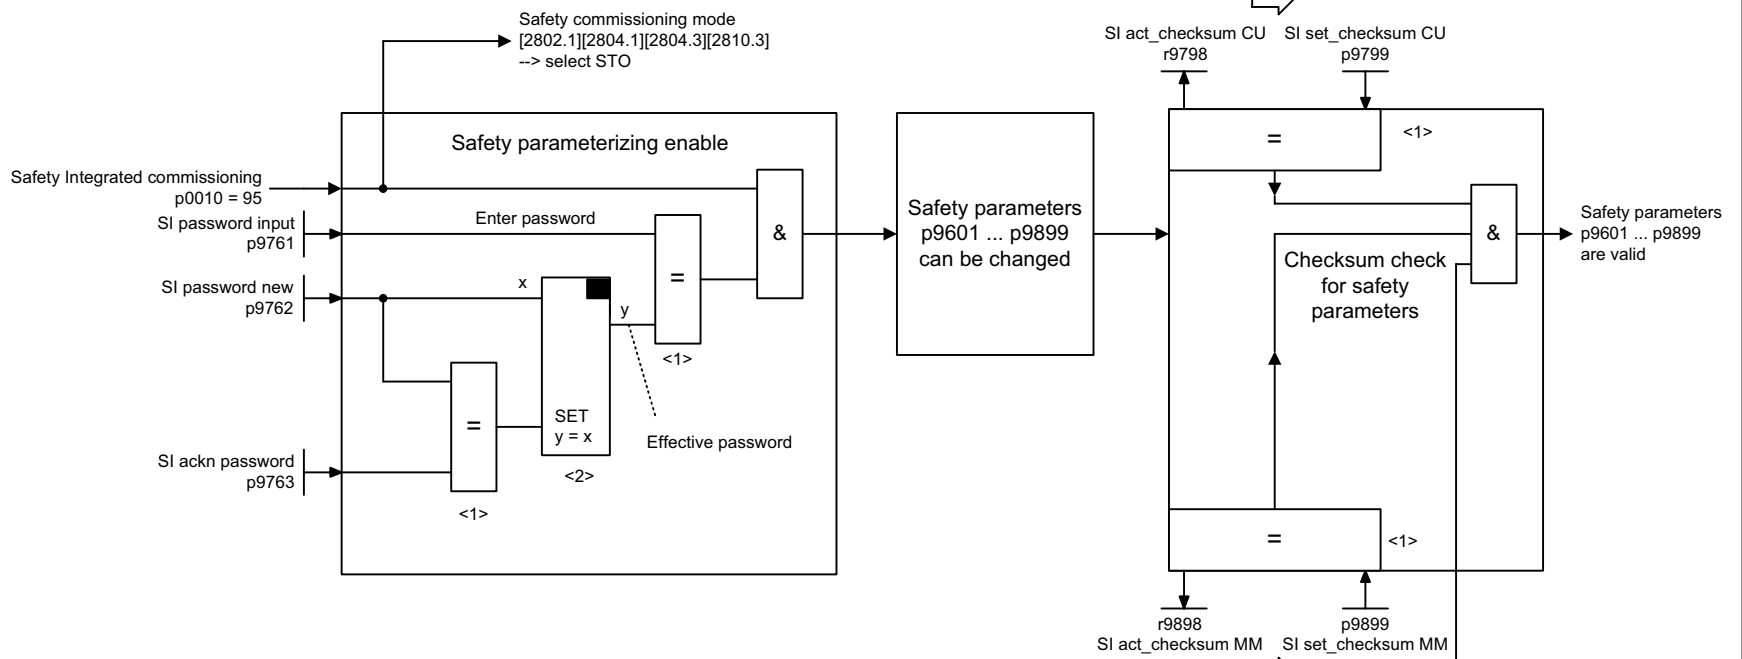 Safety commissioning mode
[2802.1][2804.1][2804.3][2810.3]
--> select STO
SI act_checksum CU
r9798
SI set_checksum CU
p9799
Safety parameterizing enable
=
<1>
Safety Integrated commissioning
p0010 = 95
SI password input
p9761
Enter password
&
=
<1>
Safety parameters
p9601 ... p9899
can be changed
&
Safety parameters
p9601 ... p9899
are valid
Checksum check
for safety
parameters
SI password new
p9762
x
y
SET
y = x
<2>
Effective password
=
<1>
SI ackn password
p9763
=
<1>
r9898
SI act_checksum MM
p9899
SI set_checksum MM